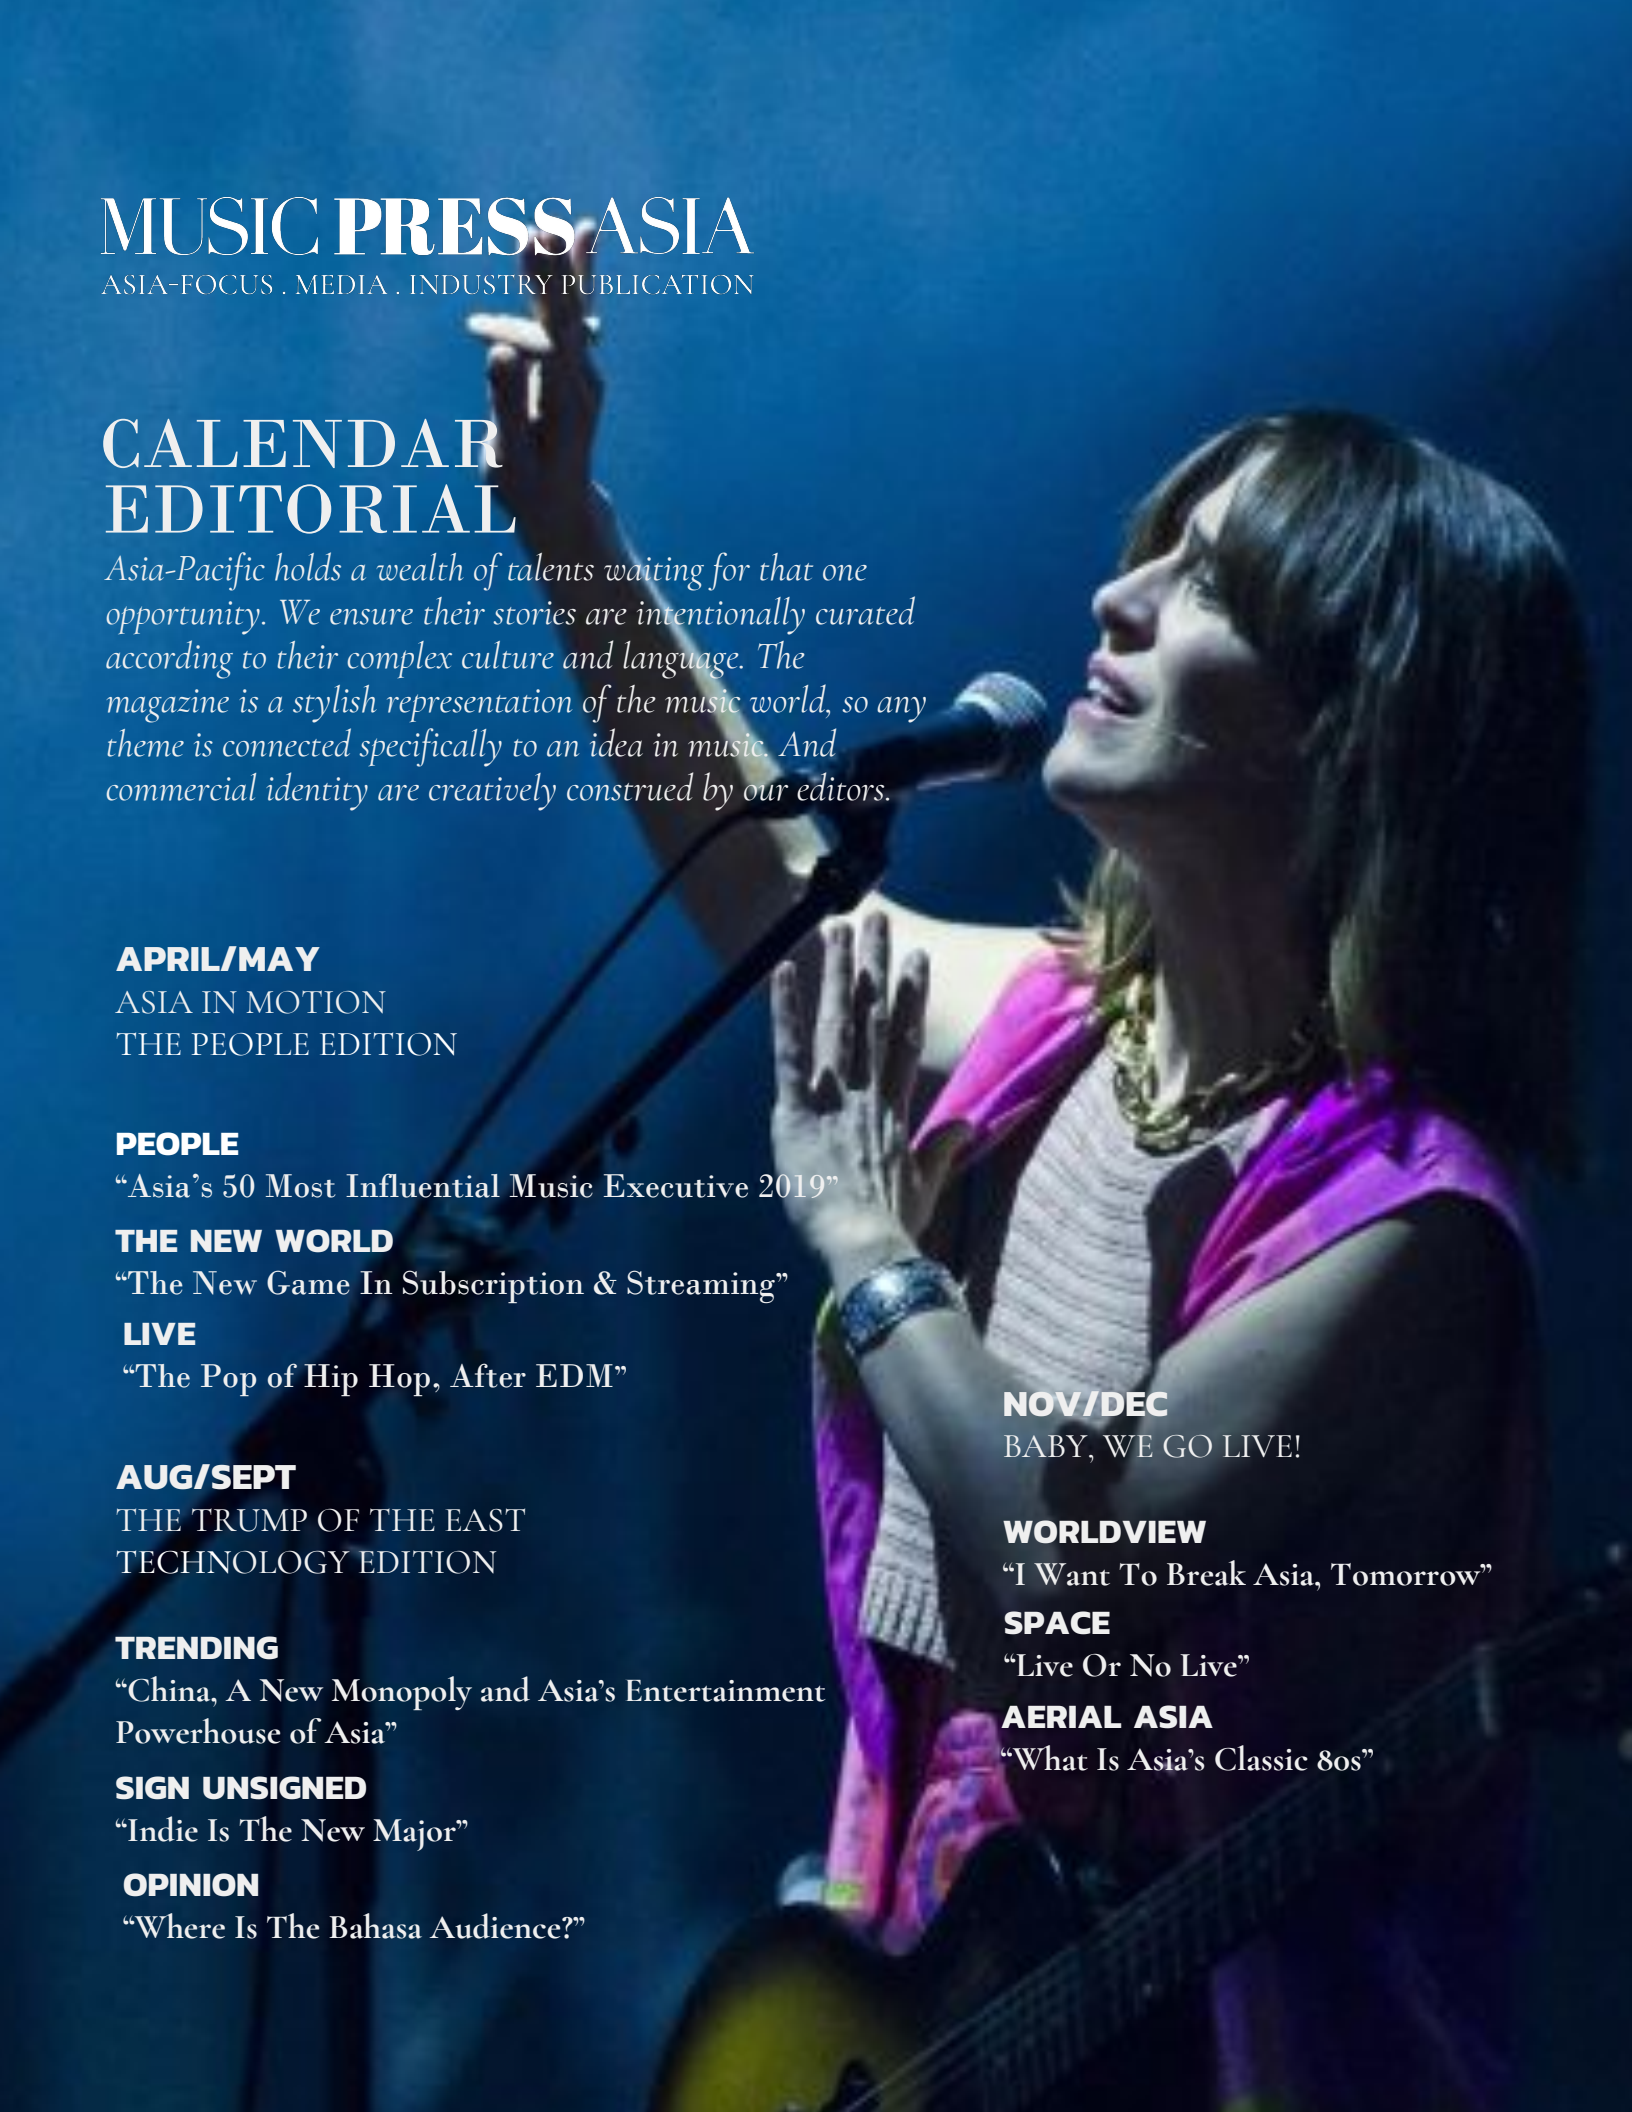 MUSIC PRESS ASIA
ASIA-FOCUS . MEDIA . INDUSTRY PUBLICATION
CALENDAR
EDITORIAL
Asia-Pacific holds a wealth of talents waiting for that one
opportunity. We ensure their stories are intentionally curated
according to their complex culture and language. The
magazine is a stylish representation of the music world, so any
theme is connected specifically to an idea in music. And
commercial identity are creatively construed by our editors.
APRIL/MAY
ASIA IN MOTION
THE PEOPLE EDITION
PEOPLE
“Asia’s 50 Most Influential Music Executive 2019”
THE NEW WORLD
“The New Game In Subscription & Streaming”
LIVE
“The Pop of Hip Hop, After EDM”
AUG/SEPT
THE TRUMP OF THE EAST
TECHNOLOGY EDITION
TRENDING
“China, A New Monopoly and Asia’s Entertainment
Powerhouse of Asia”
SIGN UNSIGNED
“Indie Is The New Major”
OPINION
“Where Is The Bahasa Audience?”
NOV/DEC
BABY, WE GO LIVE!
WORLDVIEW
“I Want To Break Asia, Tomorrow”
SPACE
“Live Or No Live”
AERIAL ASIA
“What Is Asia’s Classic 80s”